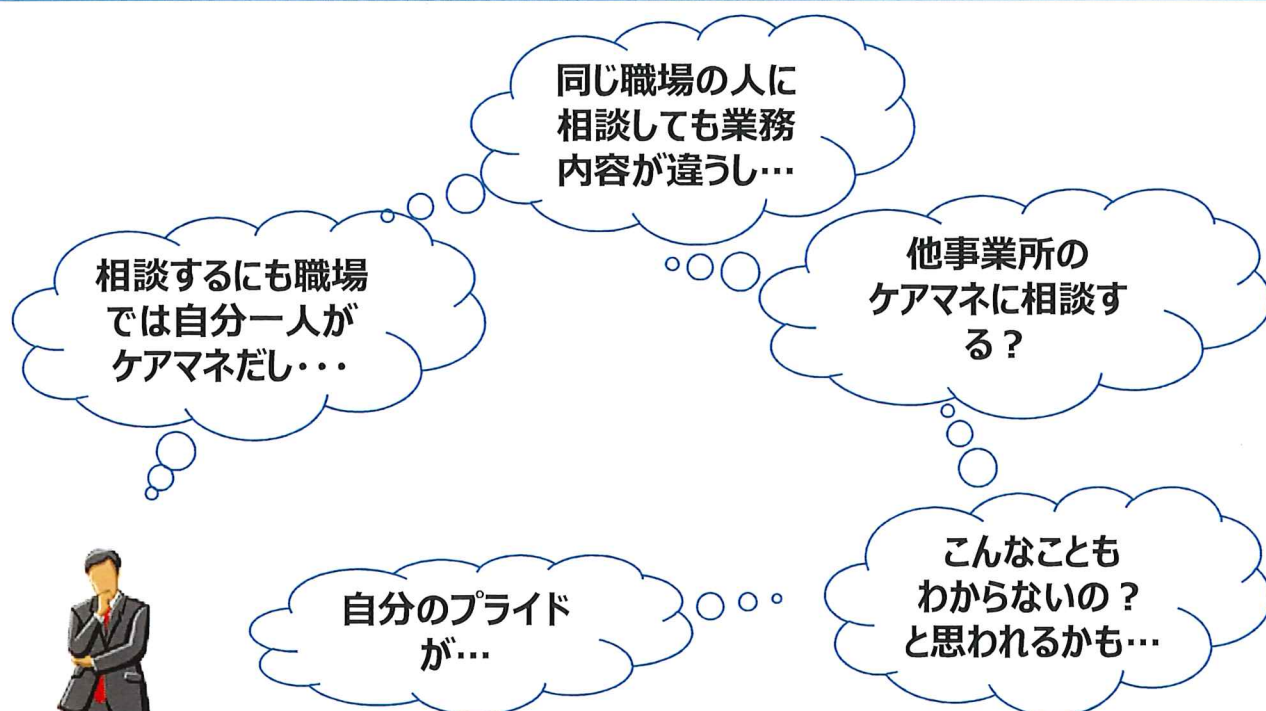 相談するにも職場
では自分一人が
ケアマネだし・・・
同じ職場の人に
相談しても業務
内容が違うし…
他事業所の
ケアマネに相談す
る？
こんなことも
わからないの？
と思われるかも…
自分のプライド
が…